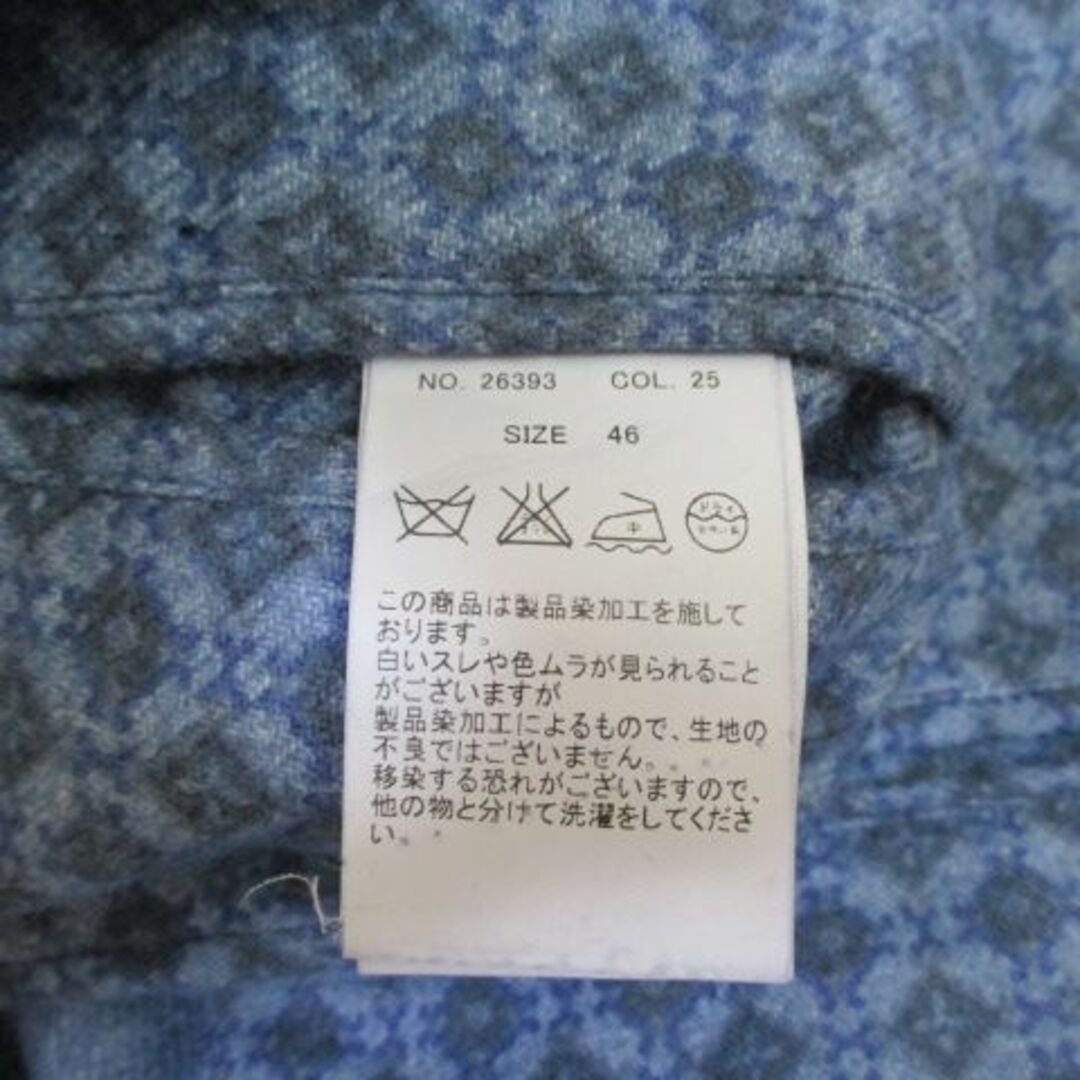 NO. 26393 COL. 25
SIZE 46
中 ドライ
この商品は製品染加工を施して
おります。
白いスレや色ムラが見られること
がございますが
製品染加工によるもので、生地の
不良ではございません。
移染する恐れがございますので、
他の物と分けて洗濯をしてくださ
い。